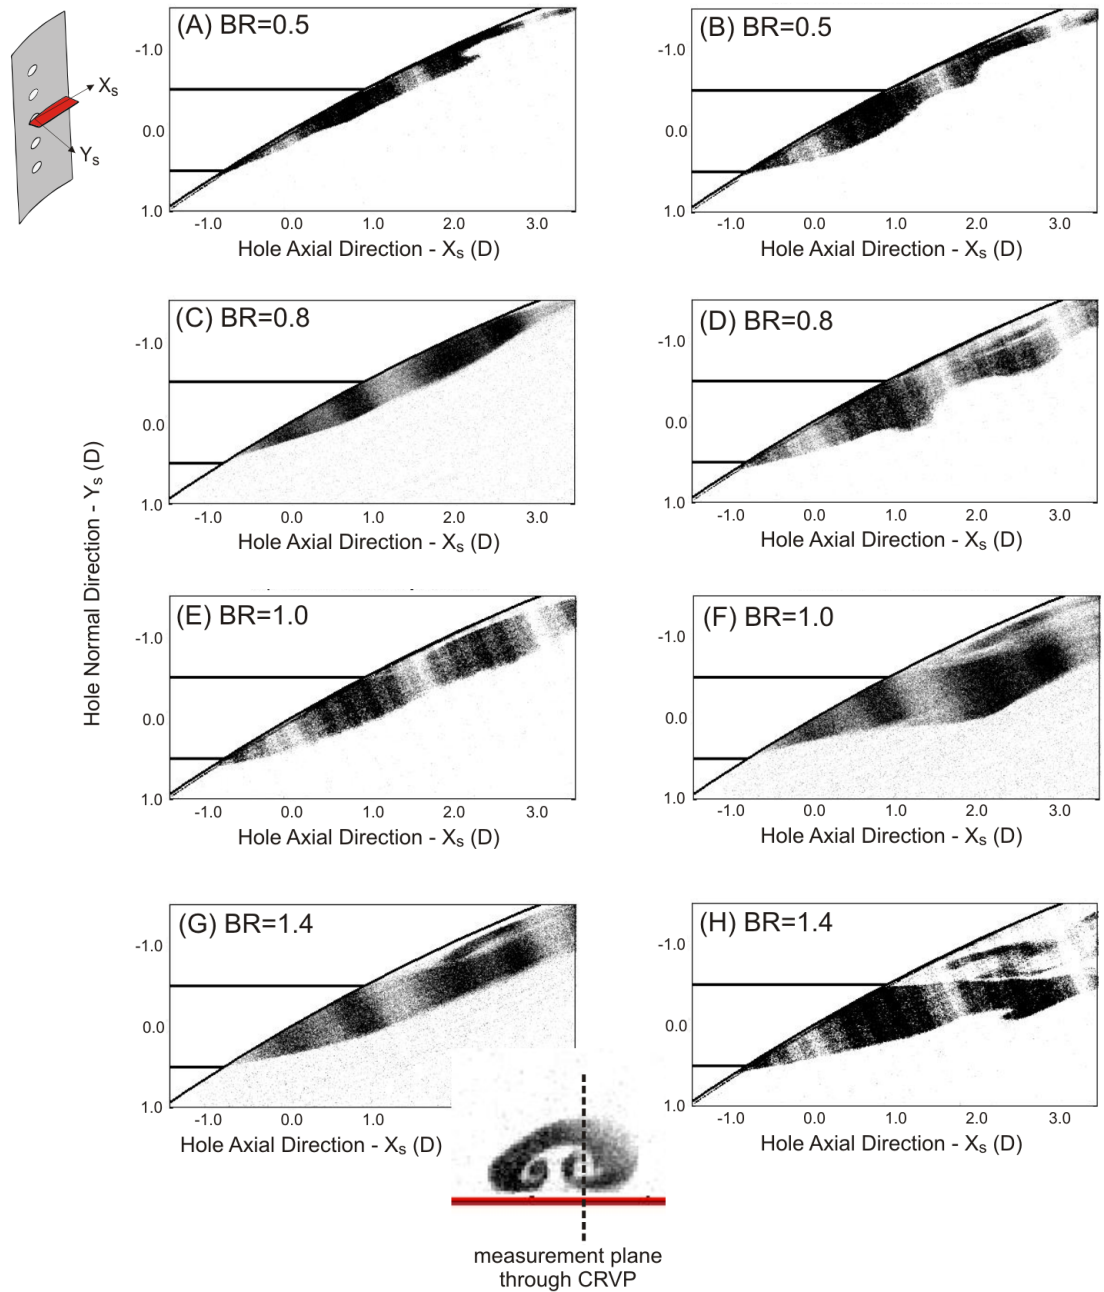 Xs
Ys
(A) BR=0.5
-1.0
0.0
1.0
-1.0 0.0 1.0 2.0 3.0
Hole Axial Direction - Xs (D)
(B) BR=0.5
-1.0
0.0
1.0
-1.0 0.0 1.0 2.0 3.0
Hole Axial Direction - Xs (D)
Hole Normal Direction - Ys (D)
(C) BR=0.8
-1.0
0.0
1.0
-1.0 0.0 1.0 2.0 3.0
Hole Axial Direction - Xs (D)
(D) BR=0.8
-1.0
0.0
1.0
-1.0 0.0 1.0 2.0 3.0
Hole Axial Direction - Xs (D)
(E) BR=1.0
-1.0
0.0
1.0
-1.0 0.0 1.0 2.0 3.0
Hole Axial Direction - Xs (D)
(F) BR=1.0
-1.0
0.0
1.0
-1.0 0.0 1.0 2.0 3.0
Hole Axial Direction - Xs (D)
(G) BR=1.4
-1.0
0.0
1.0
-1.0 0.0 1.0
Hole Axial Direction - Xs (D)
(H) BR=1.4
-1.0
0.0
1.0
-1.0 0.0 1.0 2.0 3.0
Hole Axial Direction - Xs (D)
measurement plane
through CRVP